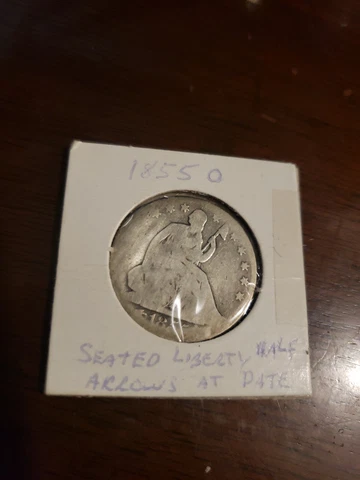 1855 O
SEATED LIBERTY HALF
ARROWS AT DATE